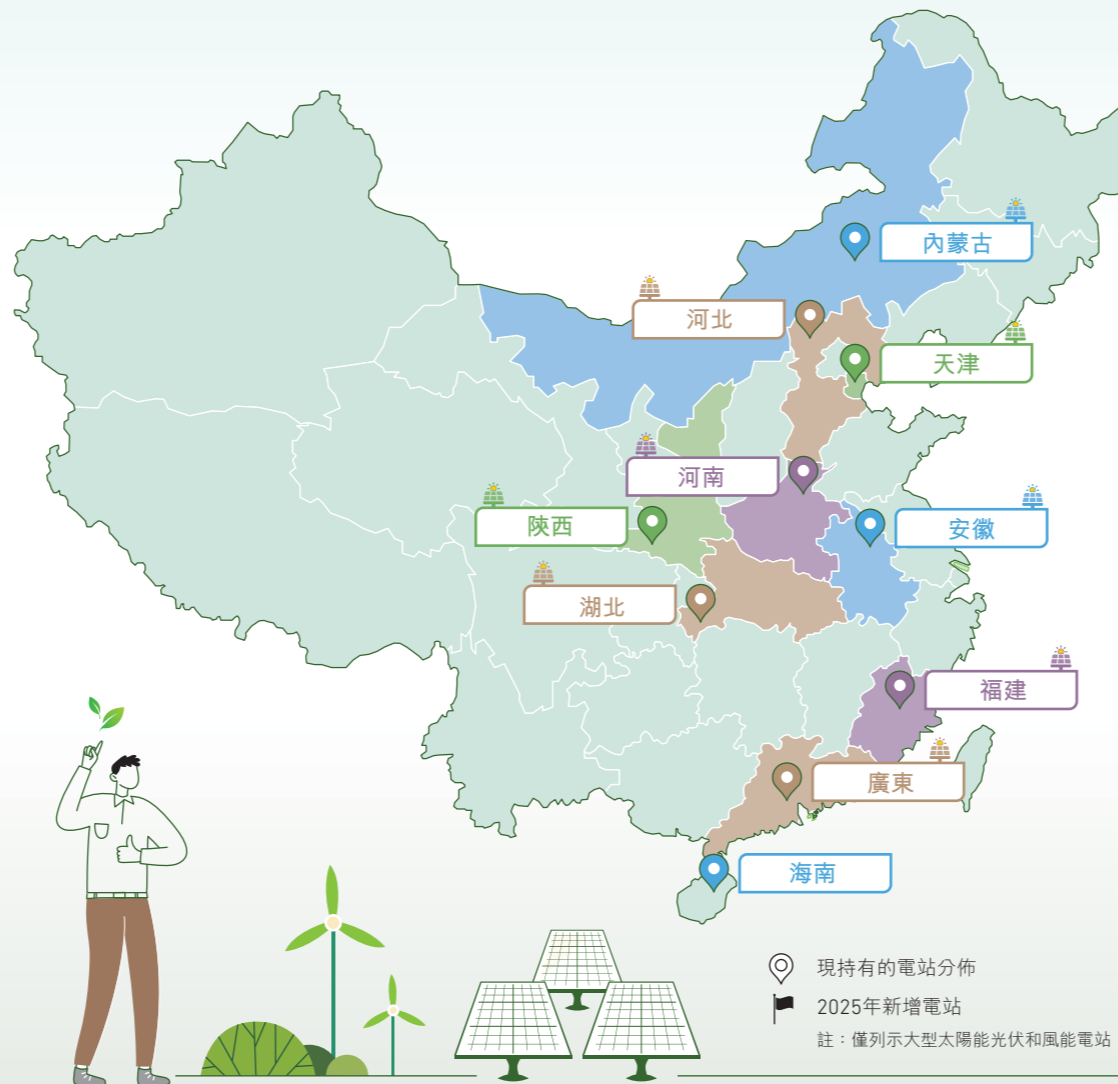 內蒙古
河北
天津
河南
陝西
安徽
湖北
福建
廣東
海南
現持有的電站分佈
2025年新增電站
註：僅列示大型太陽能光伏和風能電站